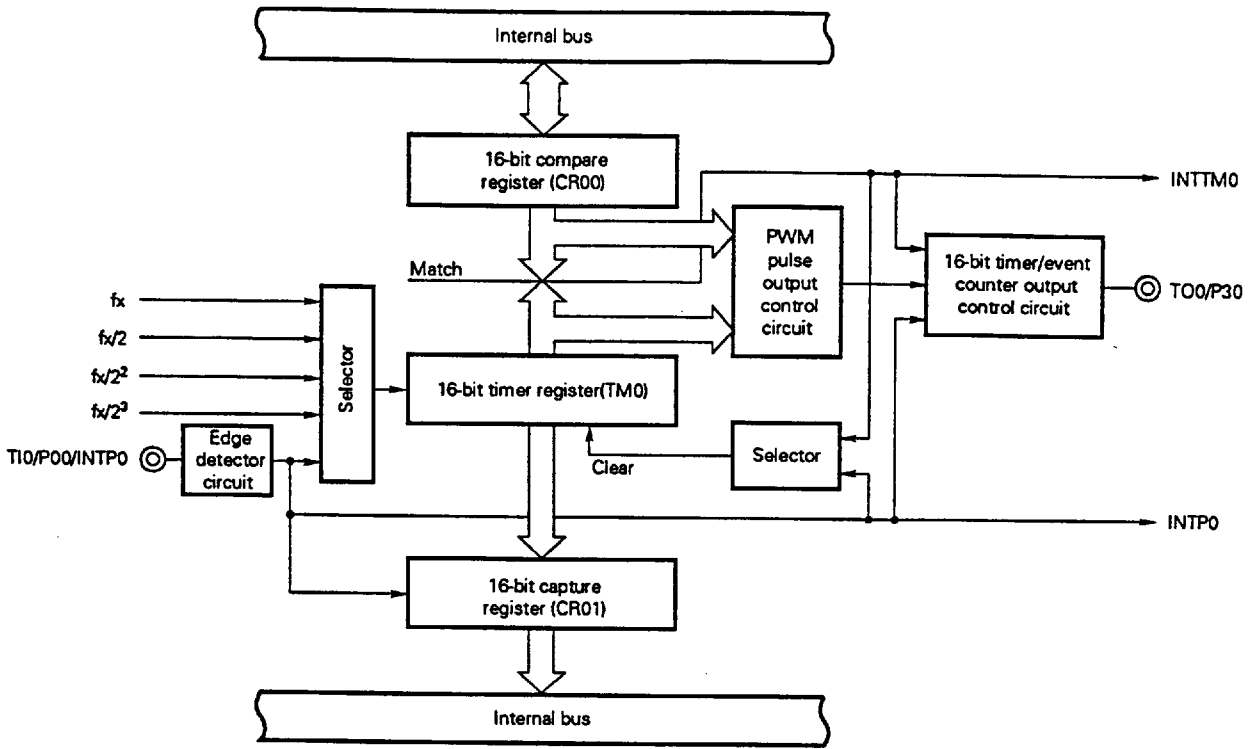 Internal bus
16-bit compare
register (CR00)
INTTM0
PWM
pulse
output
control
circuit
Match
16-bit timer/event
counter output
control circuit
TO0/P30
fx
fx/2
fx/2²
fx/2³
Selector
16-bit timer register(TM0)
TI0/P00/INTP0
Edge
detector
circuit
Clear
Selector
INTP0
16-bit capture
register (CR01)
Internal bus